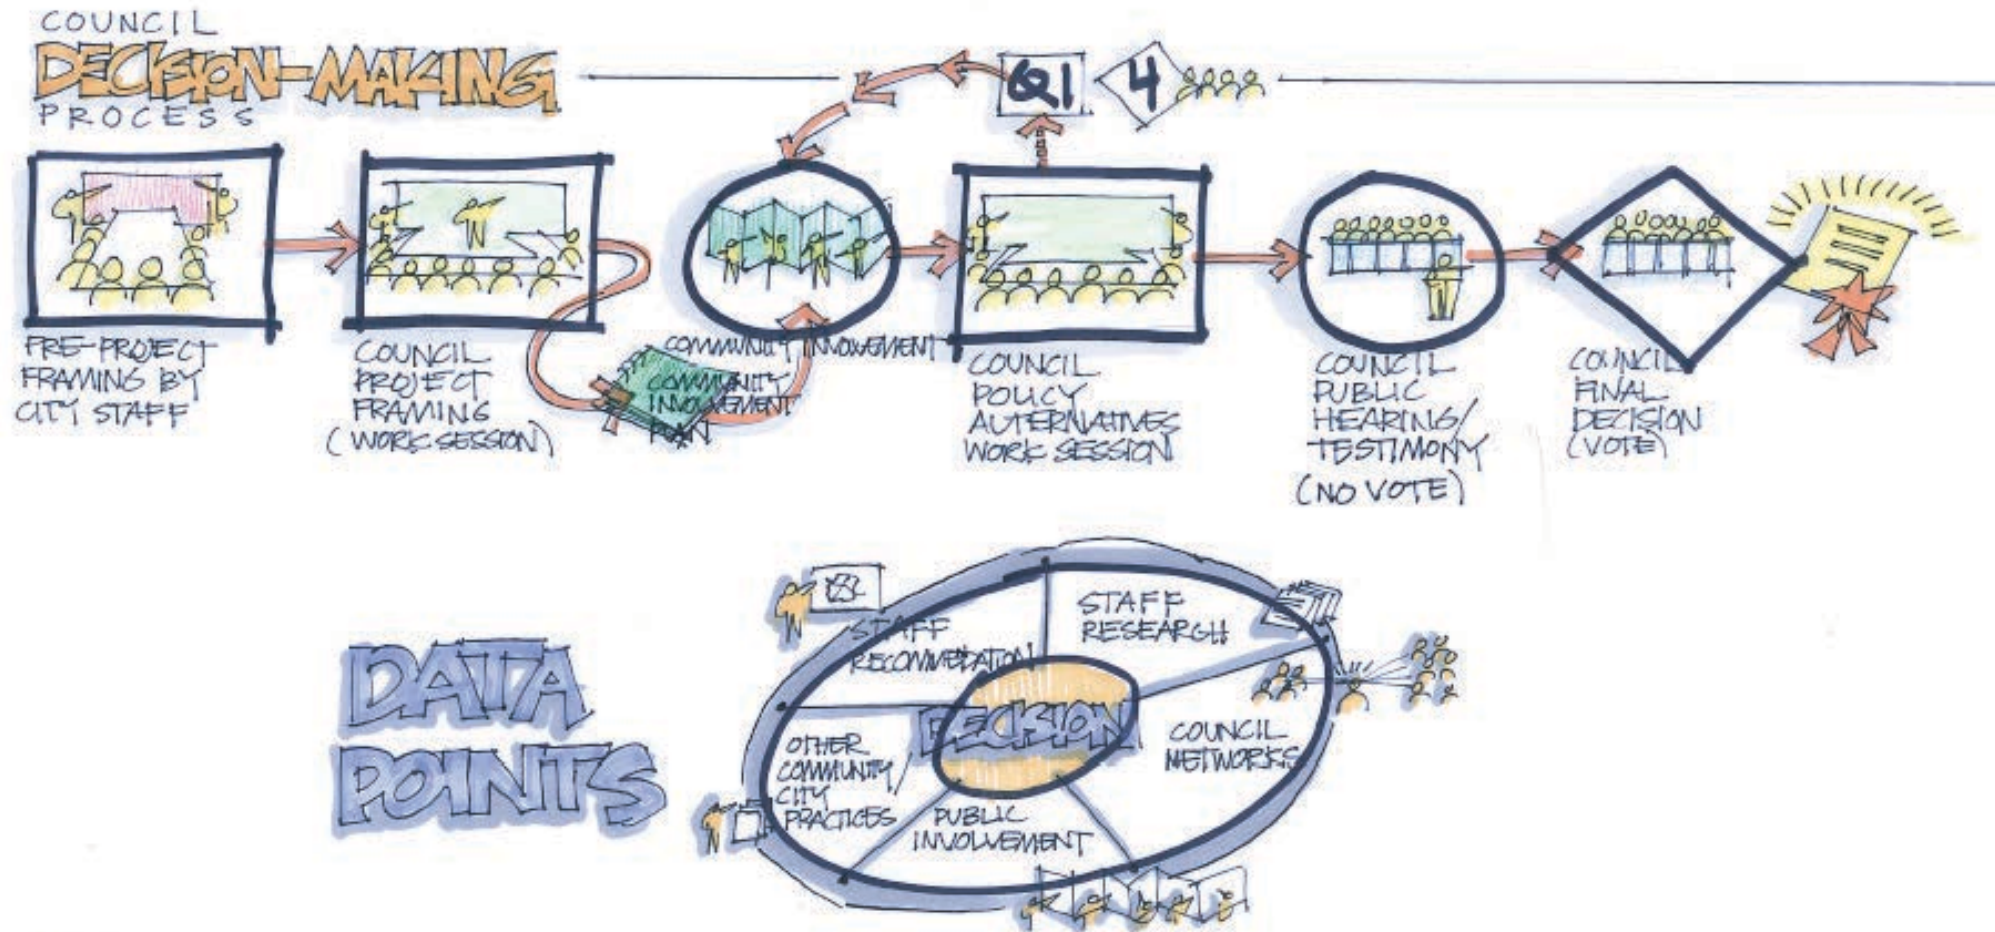 COUNCIL
DECISION-MAKING
PROCESS
Q1
4
PRE-PROJECT
FRAMING BY
CITY STAFF
COUNCIL
PROJECT
FRAMING
(WORK SESSION)
COMMUNITY INVOLVEMENT
COMMUNITY
INVOLVEMENT
PLAN
COUNCIL
POLICY
ALTERNATIVES
WORK SESSION
COUNCIL
PUBLIC
HEARING/
TESTIMONY
(NO VOTE)
COUNCIL
FINAL
DECISION
(VOTE)
DATA
POINTS
STAFF
RECOMMEDATION
STAFF
RESEARCH
DECISION
COUNCIL
NETWORKS
OTHER
COMMUNITY/
CITY
PRACTICES
PUBLIC
INVOLVEMENT